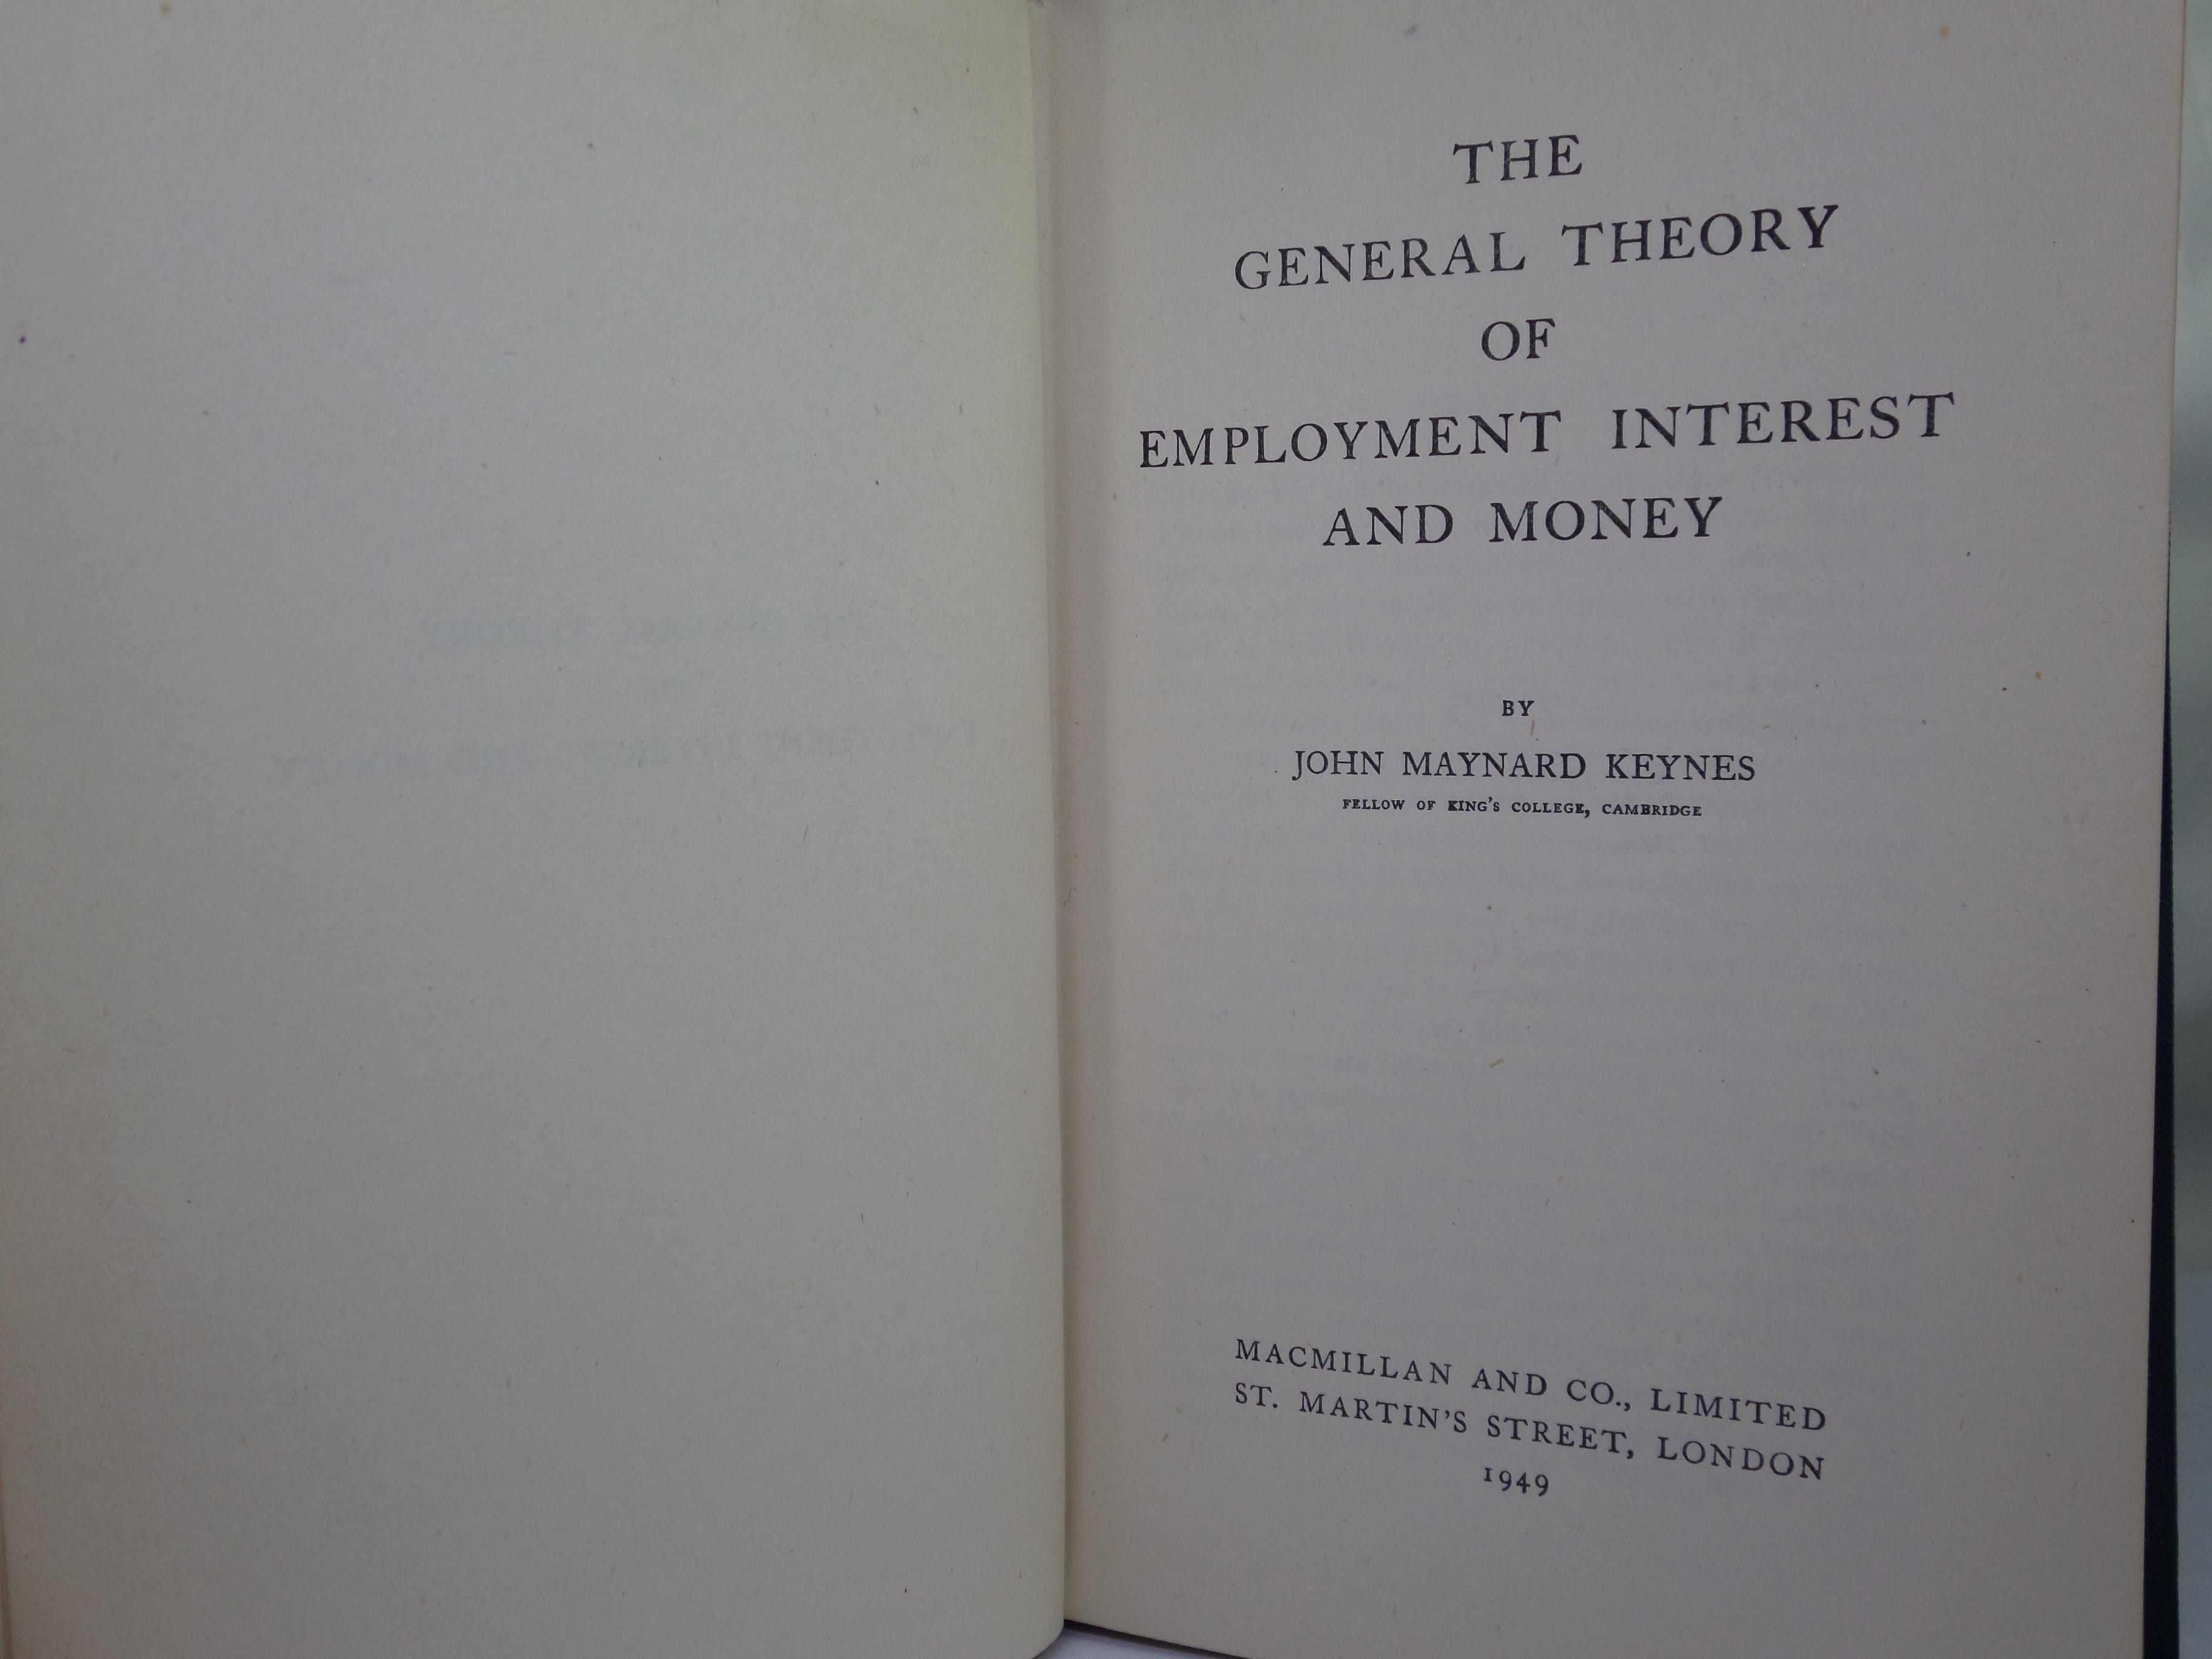 THE
GENERAL THEORY
OF
EMPLOYMENT INTEREST
AND MONEY
BY
JOHN MAYNARD KEYNES
FELLOW OF KING'S COLLEGE, CAMBRIDGE
MACMILLAN AND CO., LIMITED
ST. MARTIN'S STREET, LONDON
1949